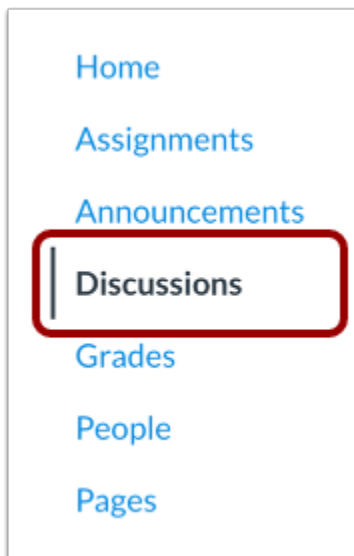 Home
Assignments
Announcements
Discussions
Grades
People
Pages